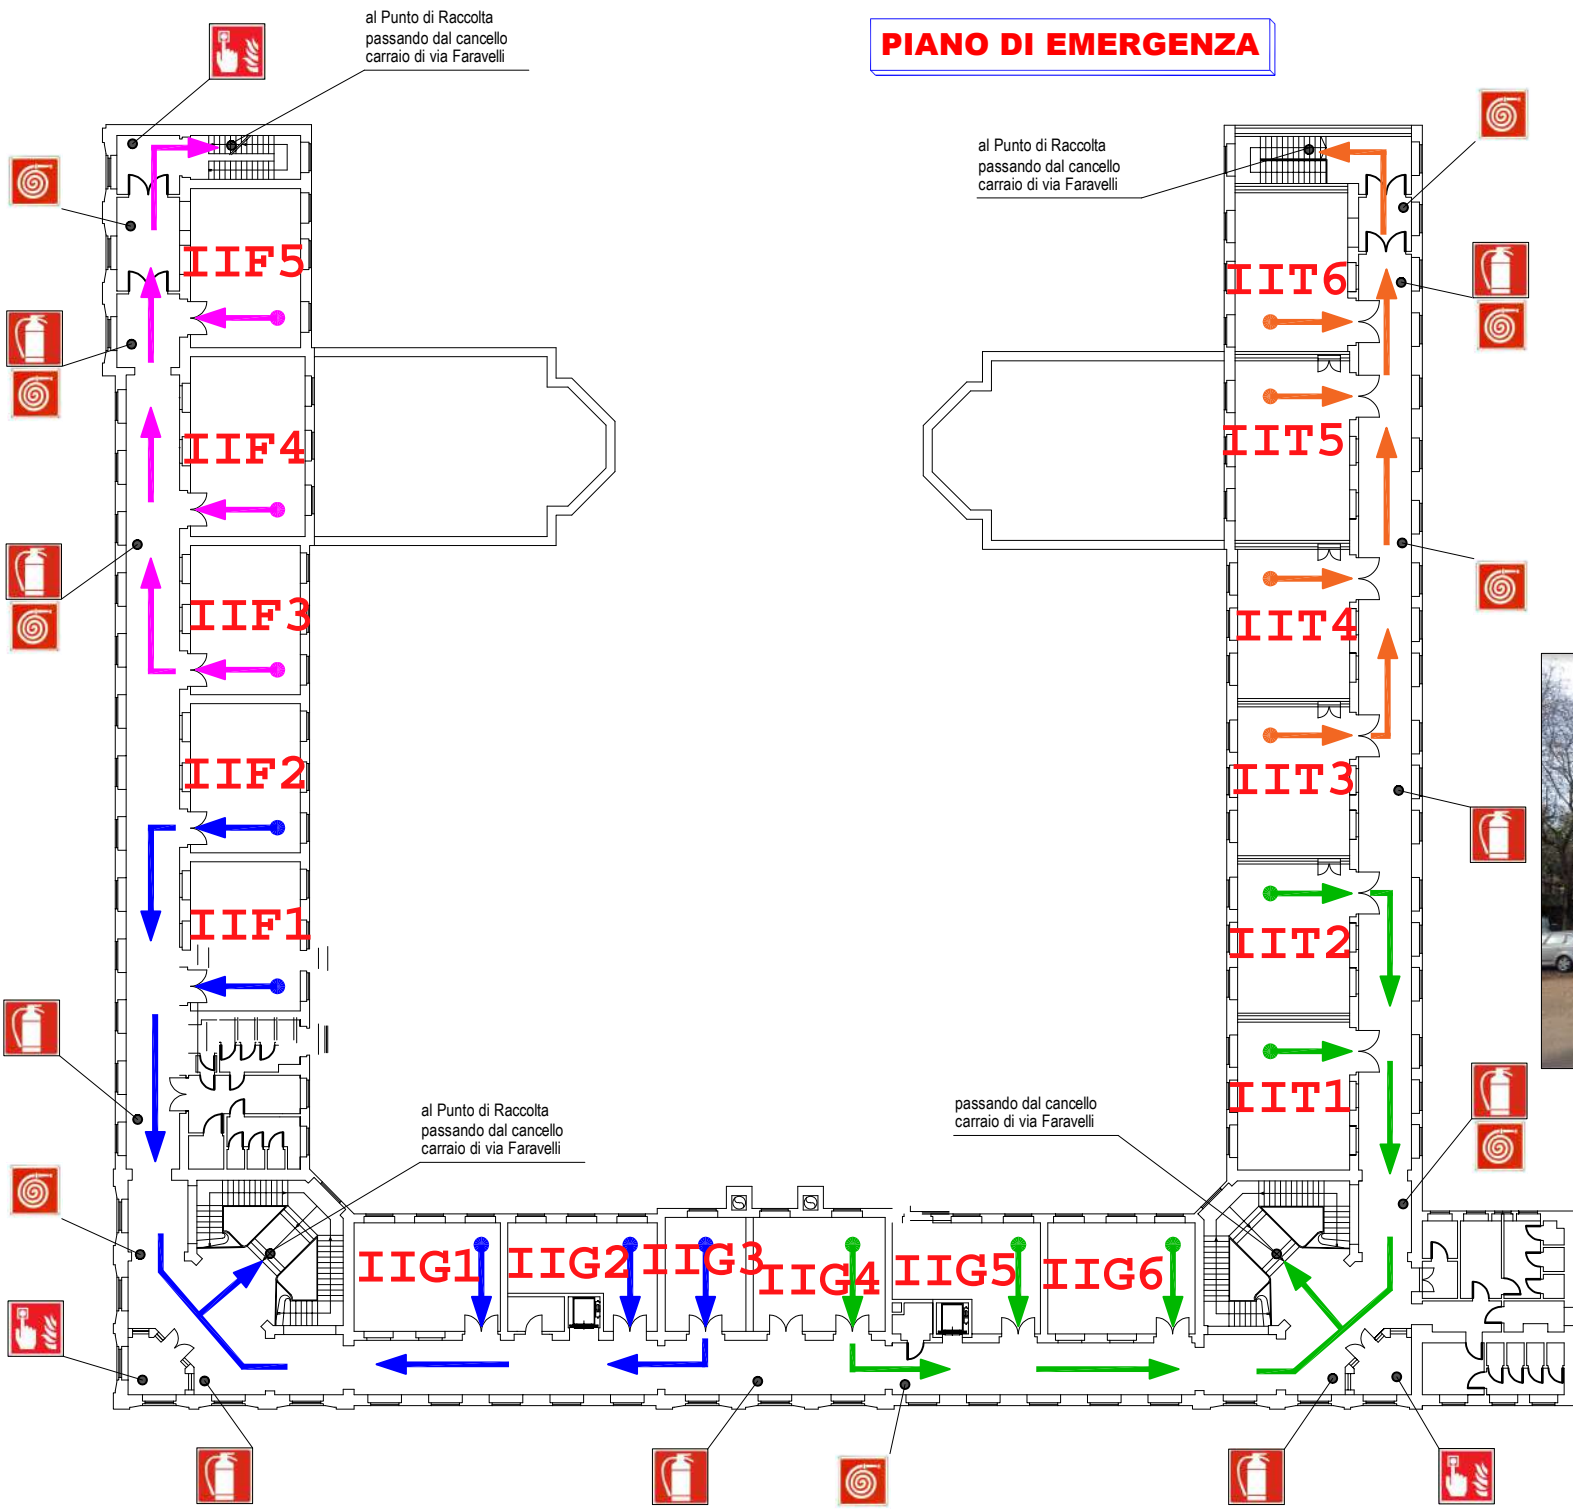 al Punto di Raccolta
passando dal cancello
carraio di via Faravelli
PIANO DI EMERGENZA
al Punto di Raccolta
passando dal cancello
carraio di via Faravelli
IIF5
IIT6
IIF4
IIT5
IIF3
IIT4
IIF2
IIT3
IIF1
IIT2
IIT1
al Punto di Raccolta
passando dal cancello
carraio di via Faravelli
passando dal cancello
carraio di via Faravelli
IIG1
IIG2
IIG3
IIG4
IIG5
IIG6